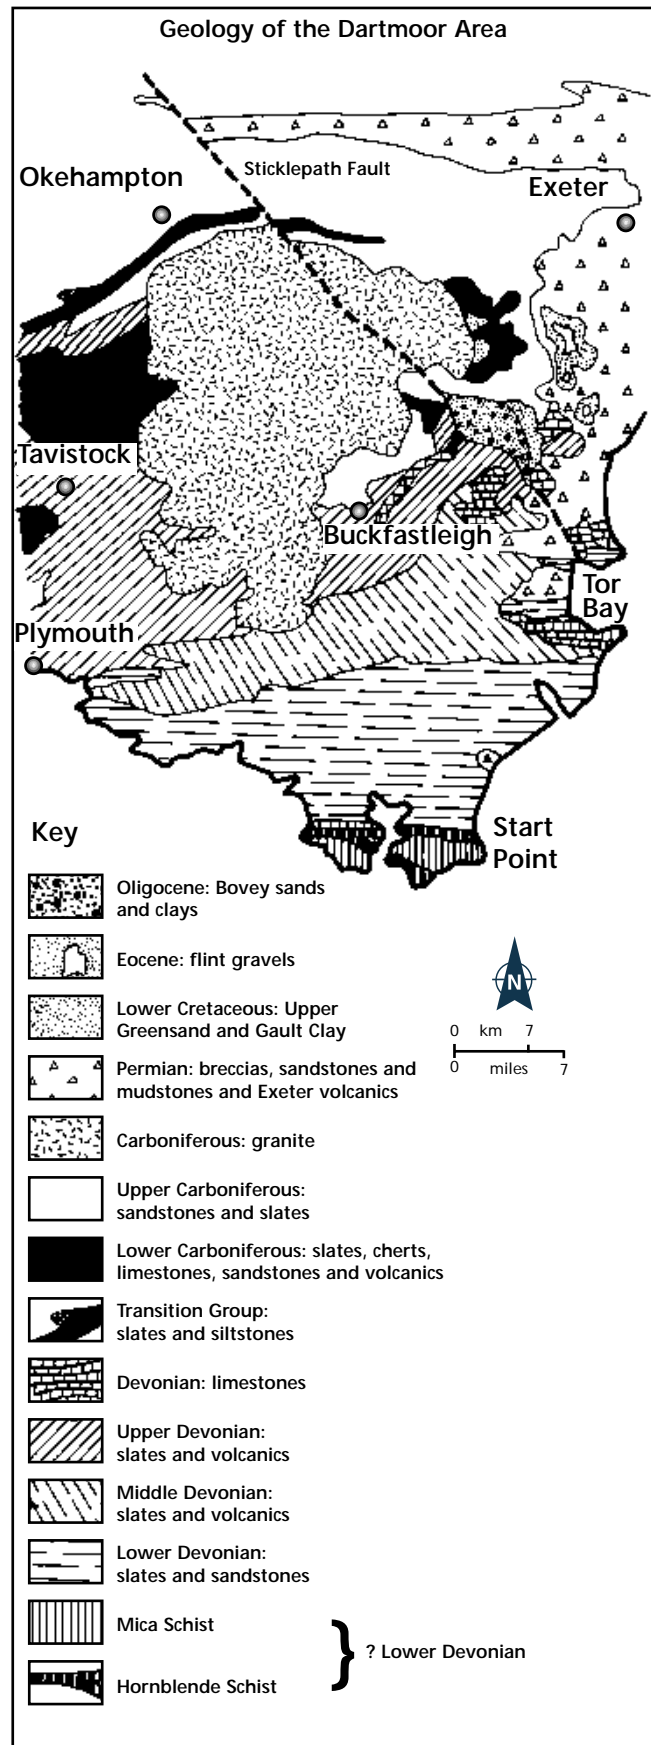 Geology of the Dartmoor Area
Sticklepath Fault
Okehampton
Exeter
Tavistock
Buckfastleigh
Tor
Bay
Plymouth
Start
Point
Key
Oligocene: Bovey sands
and clays
Eocene: flint gravels
Lower Cretaceous: Upper
Greensand and Gault Clay
Permian: breccias, sandstones and
mudstones and Exeter volcanics
Carboniferous: granite
Upper Carboniferous:
sandstones and slates
Lower Carboniferous: slates, cherts,
limestones, sandstones and volcanics
Transition Group:
slates and siltstones
Devonian: limestones
Upper Devonian:
slates and volcanics
Middle Devonian:
slates and volcanics
Lower Devonian:
slates and sandstones
Mica Schist
? Lower Devonian
Hornblende Schist
N
0 km 7
0 miles 7